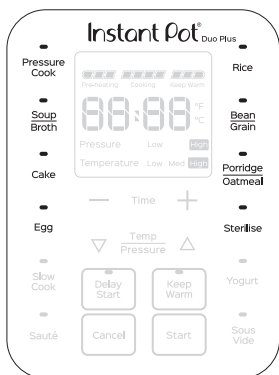 Instant Pot® Duo Plus
Pressure
Cook
Rice
Pre-heating Cooking Keep Warm
88:88 °F
°C
Soup
Broth
Bean
Grain
Pressure Low High
Temperature Low Med High
Cake
Porridge
Oatmeal
— Time +
Egg
Sterilise
Temp
Pressure
Slow
Cook
Delay
Start
Keep
Warm
Yogurt
Sauté
Cancel
Start
Sous
Vide